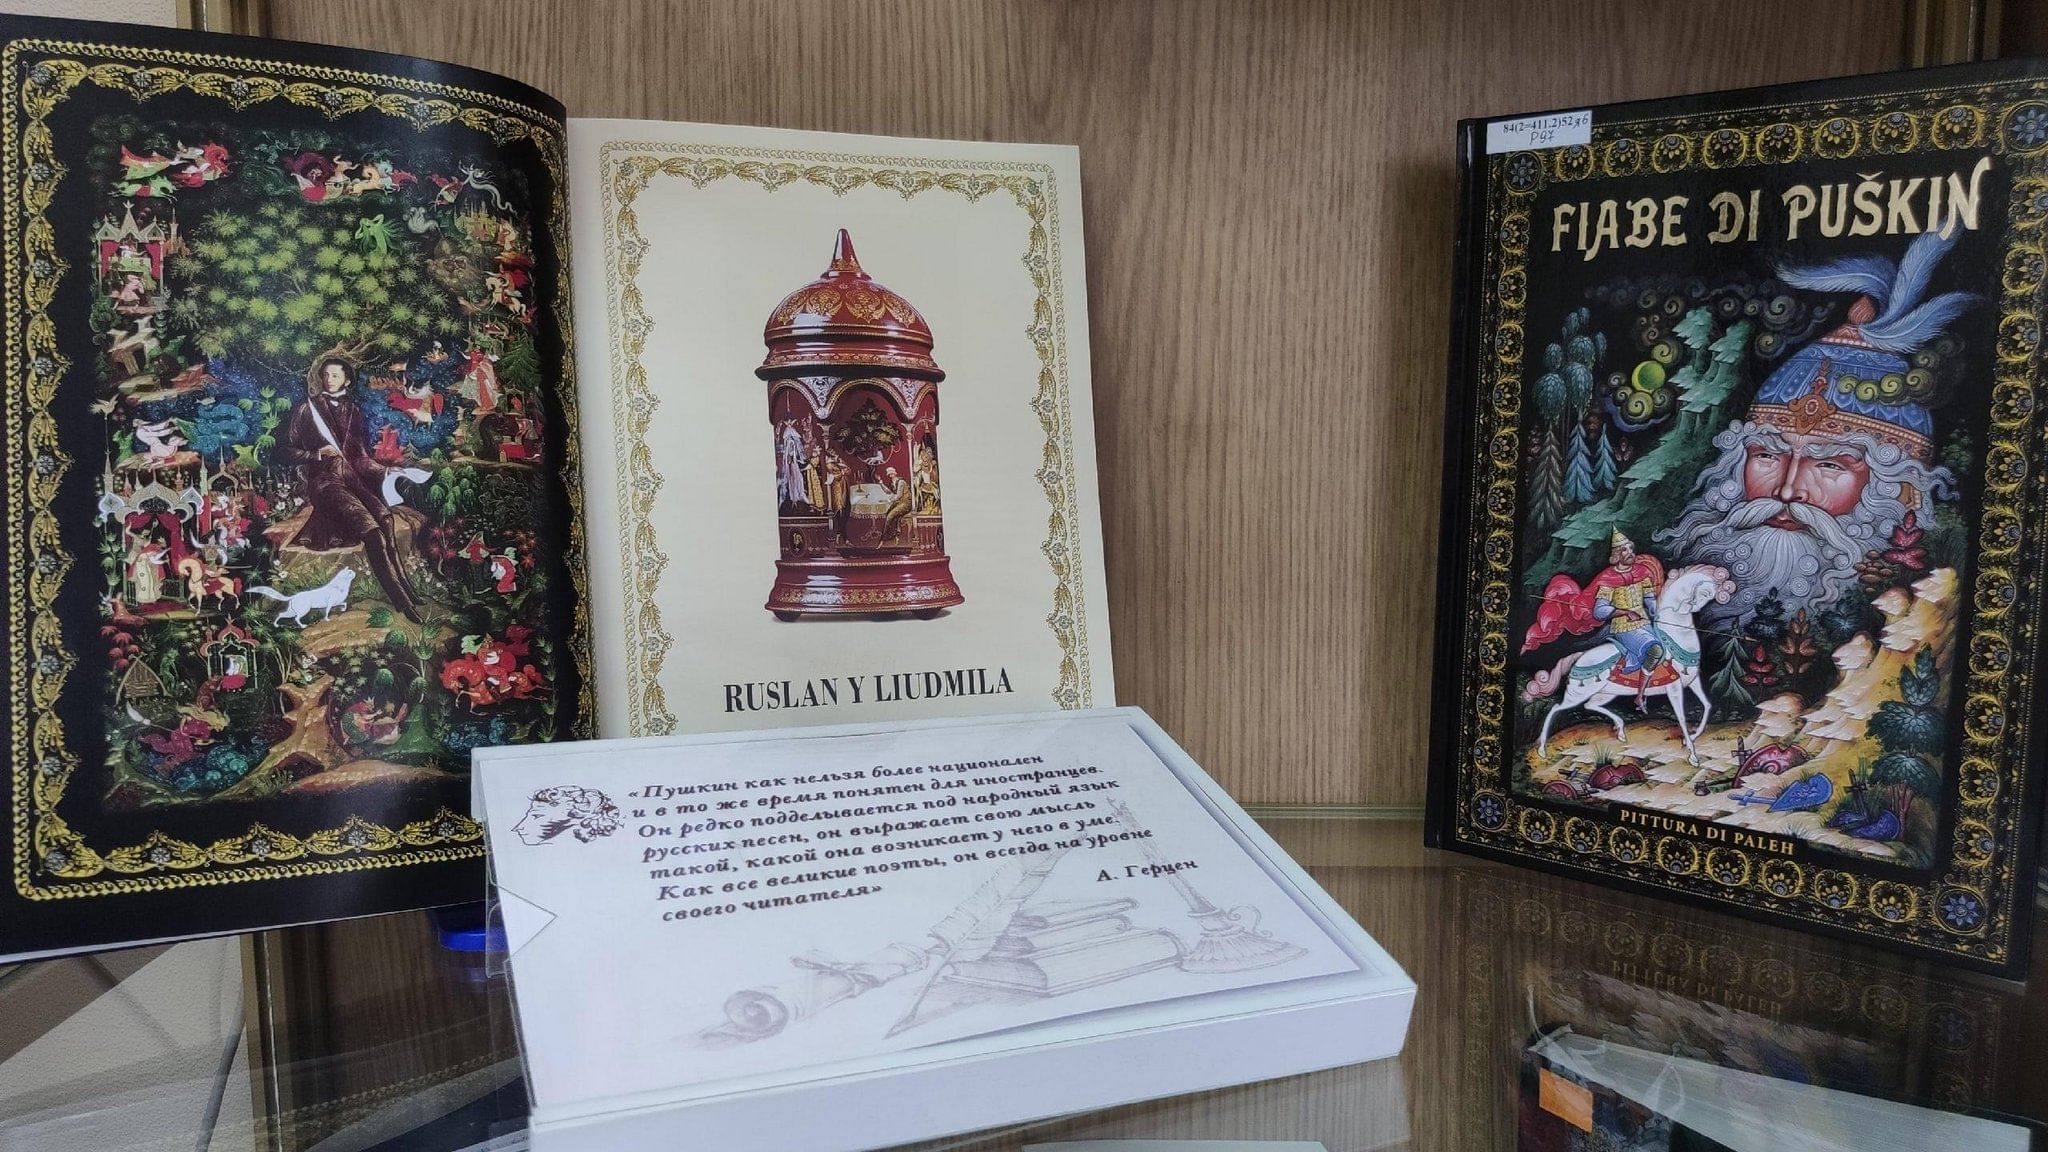 RUSLAN Y LIUDMILA
«Пушкин как нельзя более национален
и в то же время понятен для иностранцев.
Он редко подделывается под народный язык
русских песен, он выражает свою мысль
такой, какой она возникает у него в уме.
Как все великие поэты, он всегда на уровне
своего читателя»
А. Герцен
84(2=411.2)52я6
P97
FIABE DI PUŠKIN
PITTURA DI PALEH